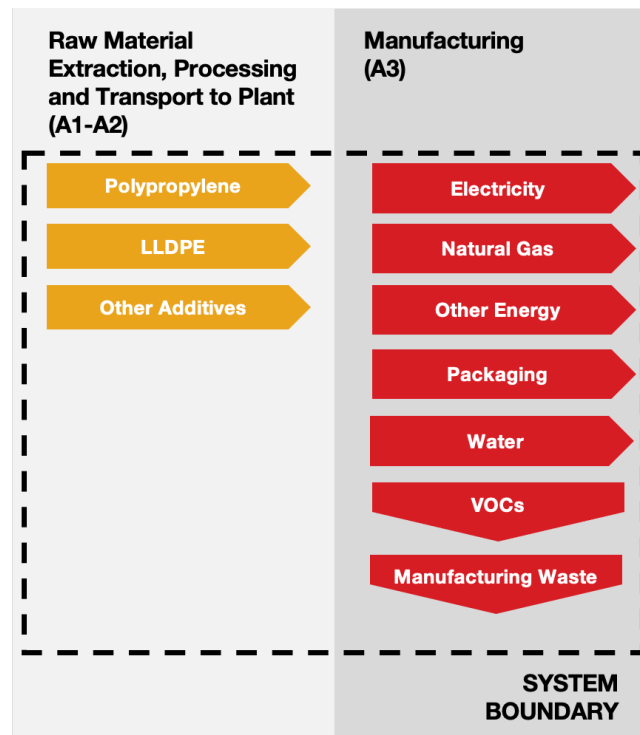 Raw Material
Extraction, Processing
and Transport to Plant
(A1-A2)
Polypropylene
LLDPE
Other Additives
Manufacturing
(A3)
Electricity
Natural Gas
Other Energy
Packaging
Water
VOCs
Manufacturing Waste
SYSTEM
BOUNDARY